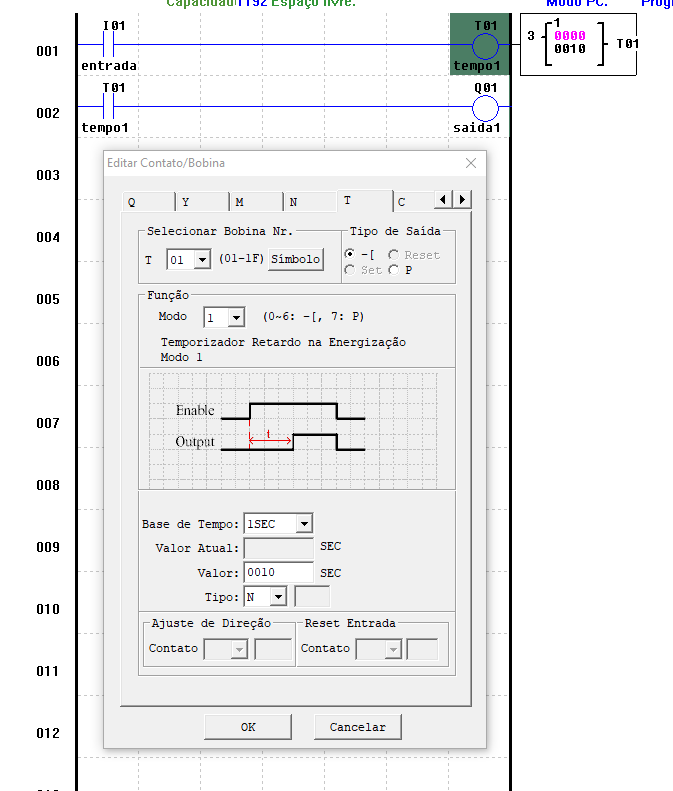 Capacidad1192 Espaço livre.
Modo PC.
I01
T01
1
001
3
0000
0010
T01
entrada
tempo1
T01
Q01
002
tempo1
saida1
003
Editar Contato/Bobina
Q Y M N T C
004
Selecionar Bobina Nr.
Tipo de Saída
T 01 (01-1F) Símbolo
-[ Reset
Set P
005
Função
Modo 1 (0~6: -[, 7: P)
Temporizador Retardo na Energização
Modo 1
006
Enable
007
t
Output
008
Base de Tempo: 1SEC
009
Valor Atual: SEC
Valor: 0010 SEC
Tipo: N
010
Ajuste de Direção
Reset Entrada
Contato
Contato
011
OK
Cancelar
012